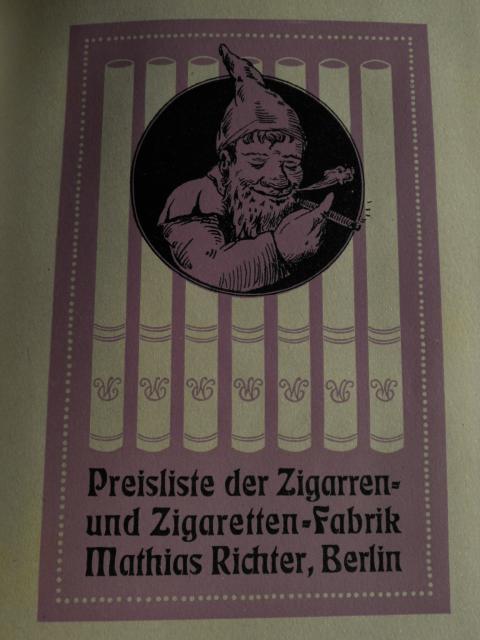 Preisliste der Zigarren-
und Zigaretten-Fabrik
Mathias Richter, Berlin